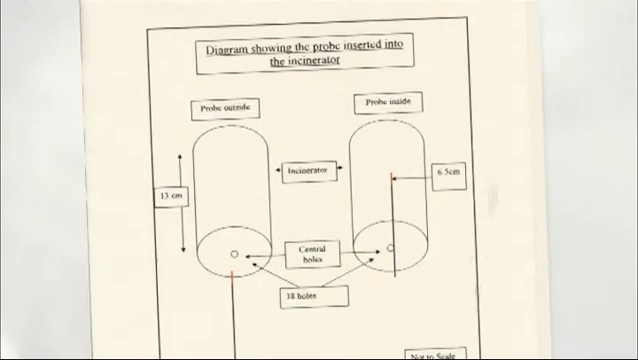 Diagram showing the probe inserted into
the incinerator
Probe outside
Probe inside
Incinerator
6.5cm
13 cm
Central
holes
38 holes
Not to Scale